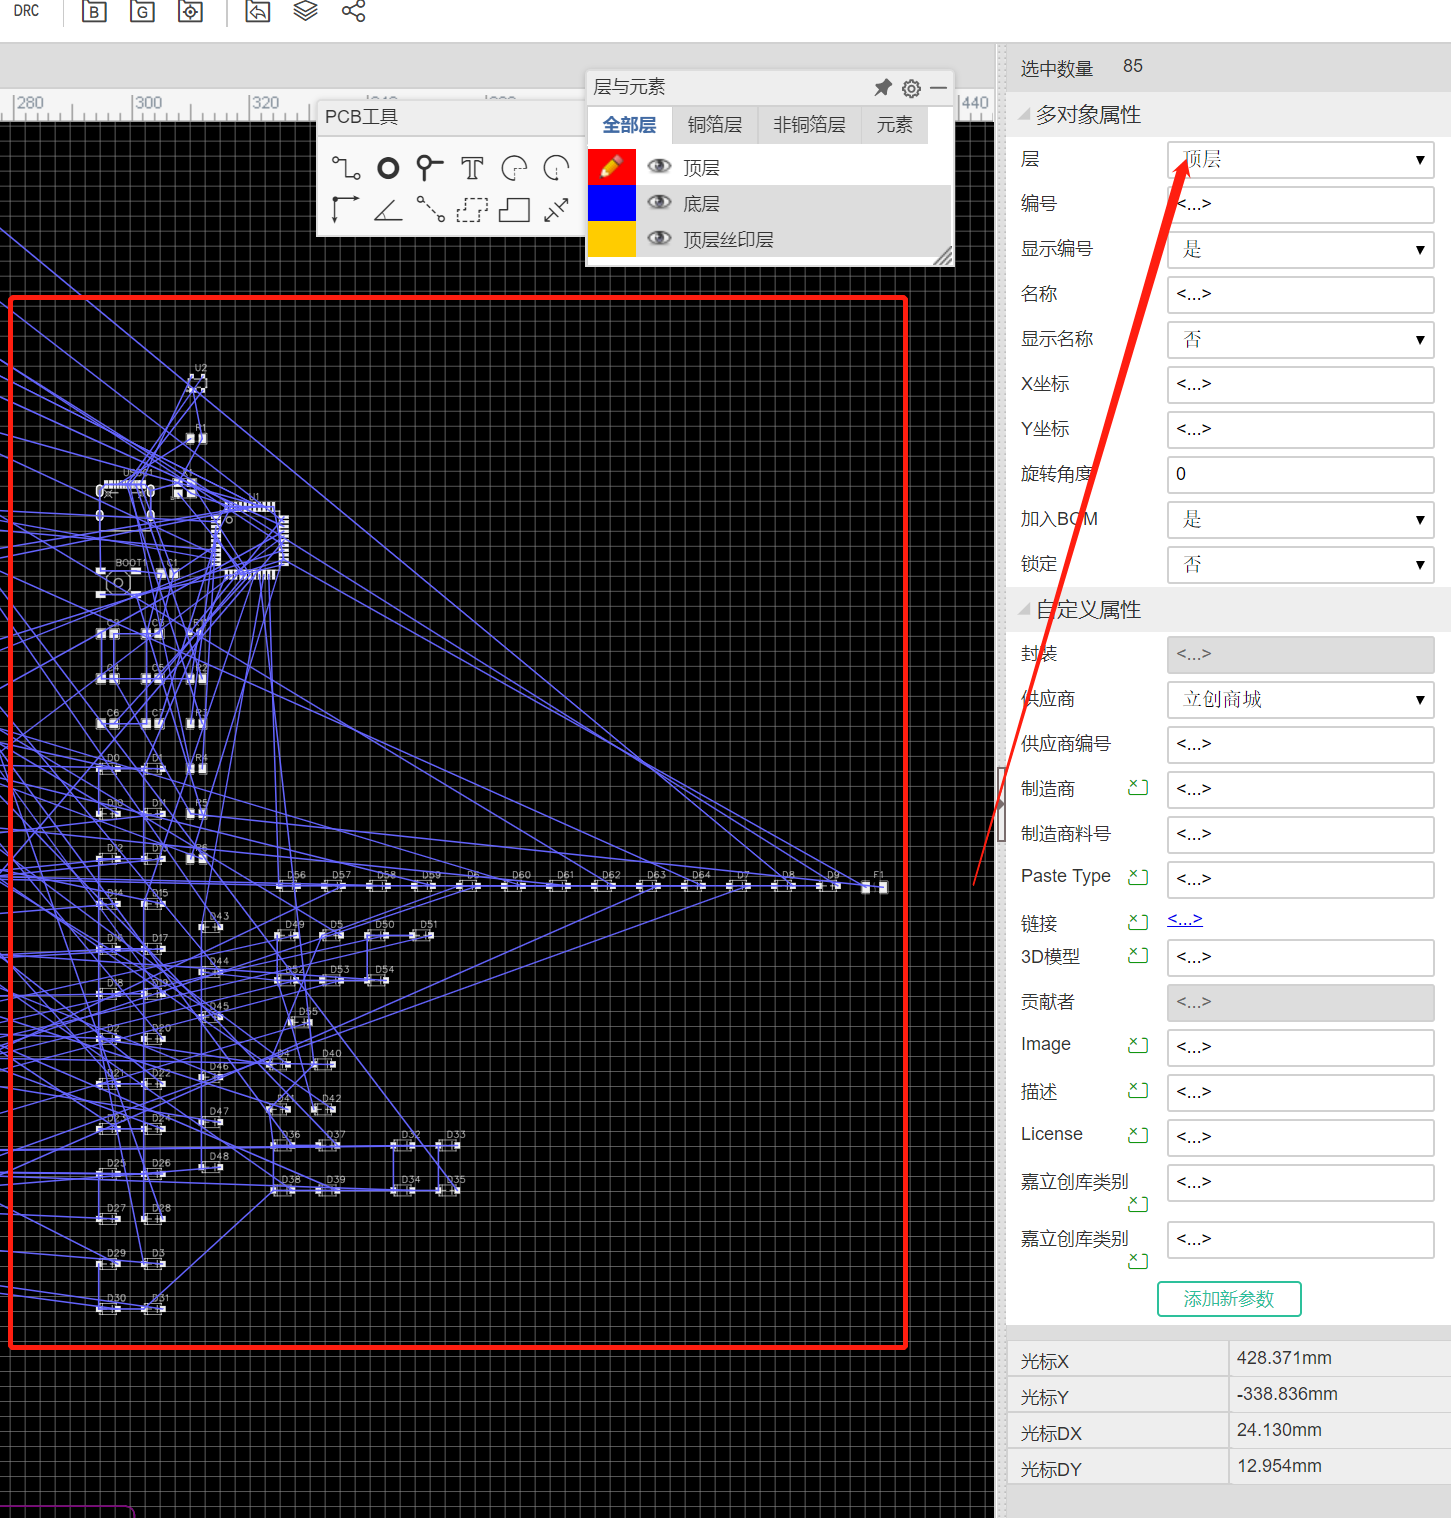 DRC
B
G
280
300
320
440
PCB工具
层与元素
全部层
铜箔层
非铜箔层
元素
顶层
底层
顶层丝印层
选中数量
85
多对象属性
层
顶层
编号
<...>
显示编号
是
名称
<...>
显示名称
否
X坐标
<...>
Y坐标
<...>
旋转角度
0
加入BOM
是
锁定
否
自定义属性
封装
<...>
供应商
立创商城
供应商编号
<...>
制造商
<...>
制造商料号
<...>
Paste Type
<...>
链接
<...>
3D模型
<...>
贡献者
<...>
Image
<...>
描述
<...>
License
<...>
嘉立创库类别
<...>
嘉立创库类别
<...>
添加新参数
光标X
428.371mm
光标Y
-338.836mm
光标DX
24.130mm
光标DY
12.954mm
U2
R1
U1
BOOT1
C1
C2
C3
C4
C5
R2
C6
C7
R3
D0
D1
R4
D10
D11
R5
D12
D13
R6
D56
D57
D58
D59
D6
D60
D61
D62
D63
D64
D7
D8
D9
F1
D14
D15
D43
D49
D5
D50
D51
D16
D17
D44
D52
D53
D54
D18
D19
D45
D55
D2
D20
D4
D40
D21
D22
D46
D41
D42
D23
D24
D47
D36
D37
D32
D33
D25
D26
D48
D38
D39
D34
D35
D27
D28
D29
D3
D30
D31